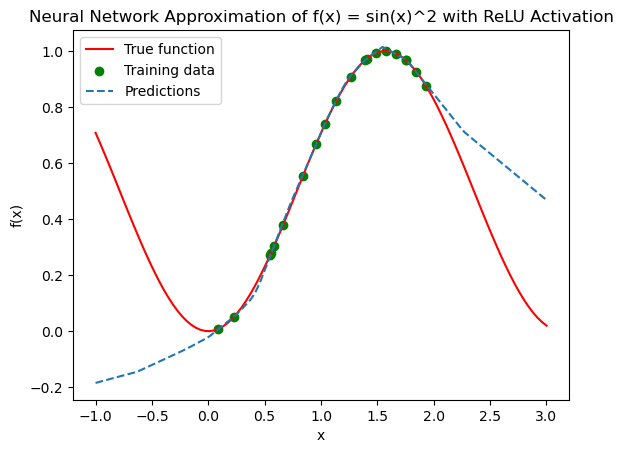 Neural Network Approximation of f(x) = sin(x)^2 with ReLU Activation
True function
Training data
Predictions
f(x)
1.0
0.8
0.6
0.4
0.2
0.0
−0.2
−1.0 −0.5 0.0 0.5 1.0 1.5 2.0 2.5 3.0
x